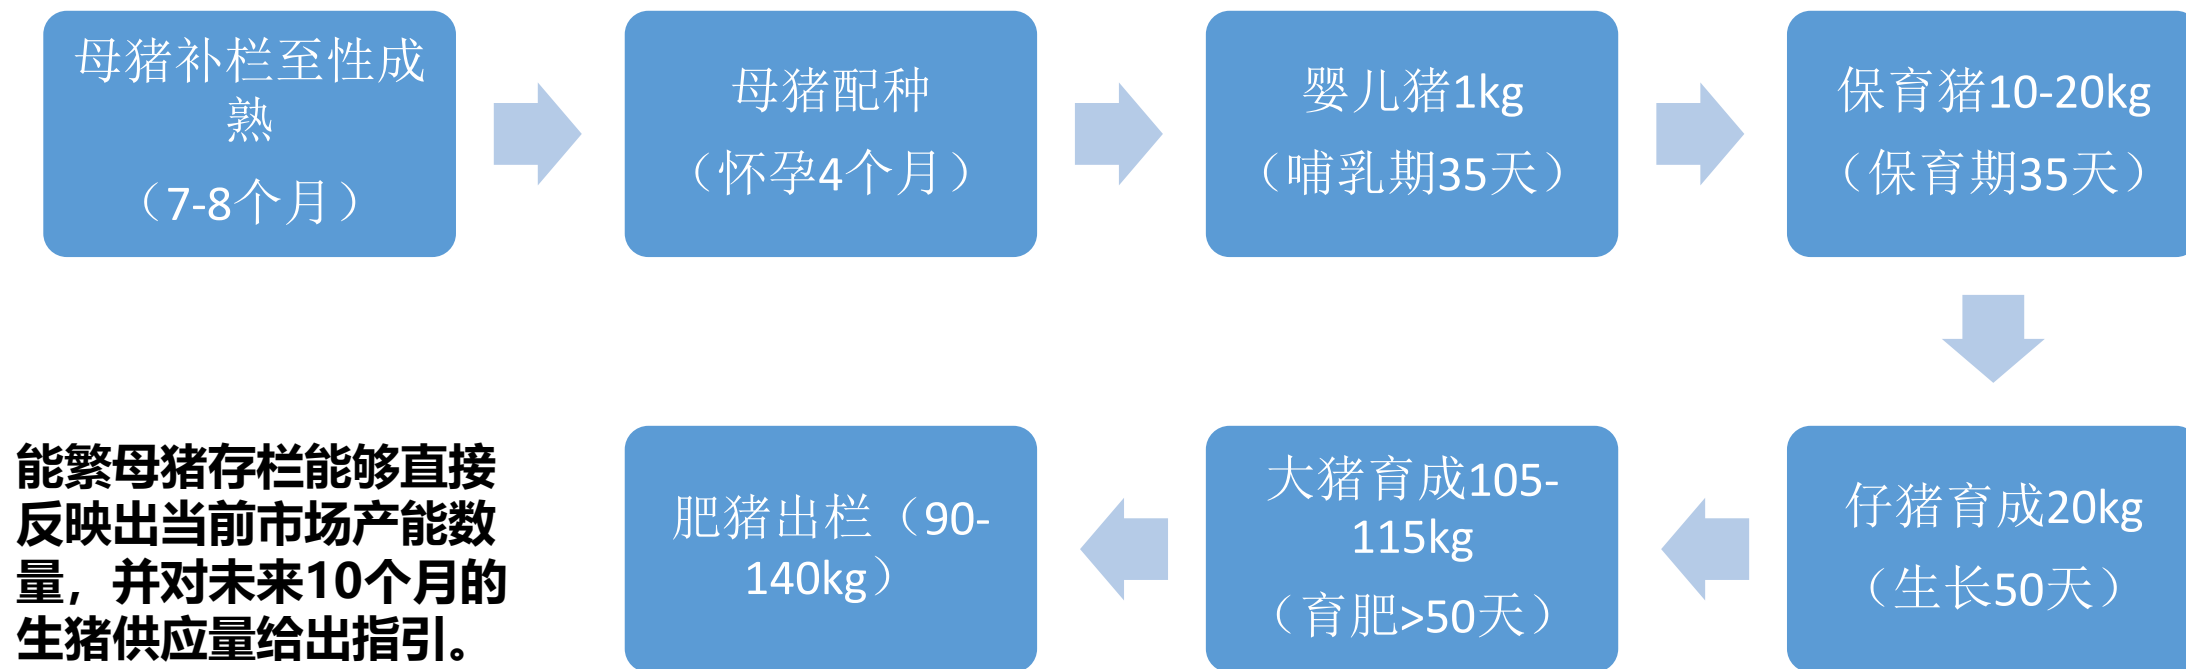 母猪补栏至性成
熟
（7-8个月）
母猪配种
（怀孕4个月）
婴儿猪1kg
（哺乳期35天）
保育猪10-20kg
（保育期35天）
仔猪育成20kg
（生长50天）
大猪育成105-
115kg
（育肥>50天）
肥猪出栏（90-
140kg）
能繁母猪存栏能够直接
反映出当前市场产能数
量，并对未来10个月的
生猪供应量给出指引。